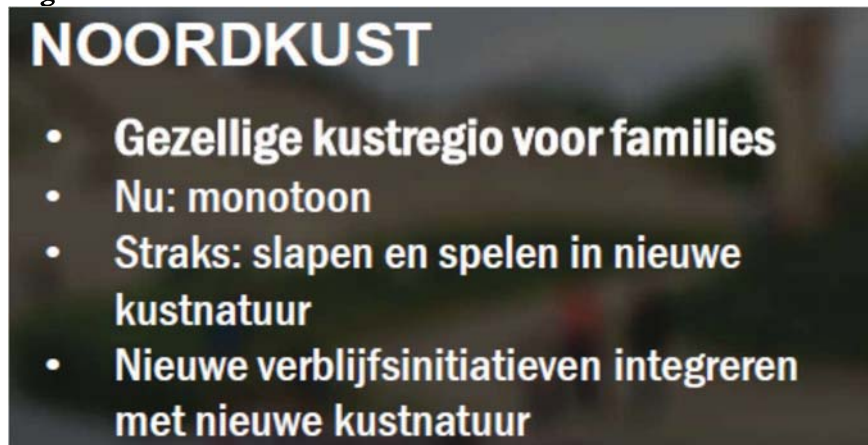 NOORDKUST
• Gezellige kustregio voor families
• Nu: monotoon
• Straks: slapen en spelen in nieuwe
kustnatuur
• Nieuwe verblijfsinitiatieven integreren
met nieuwe kustnatuur